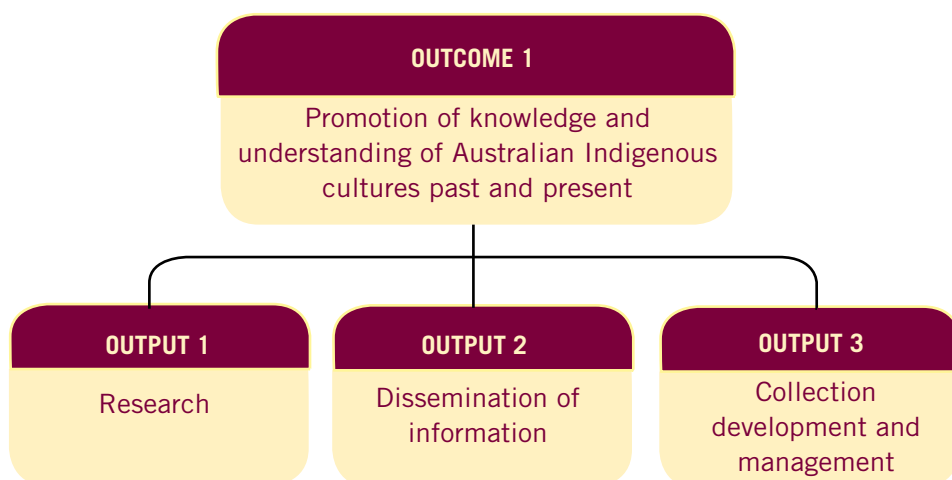 OUTCOME 1
Promotion of knowledge and
understanding of Australian Indigenous
cultures past and present
OUTPUT 1
Research
OUTPUT 2
Dissemination of
information
OUTPUT 3
Collection
development and
management